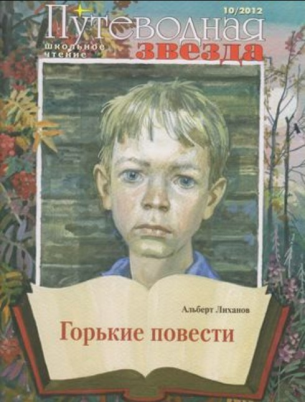 Путеводная
10/2012
школьное
чтение
звезда
Альберт Лиханов
Горькие повести